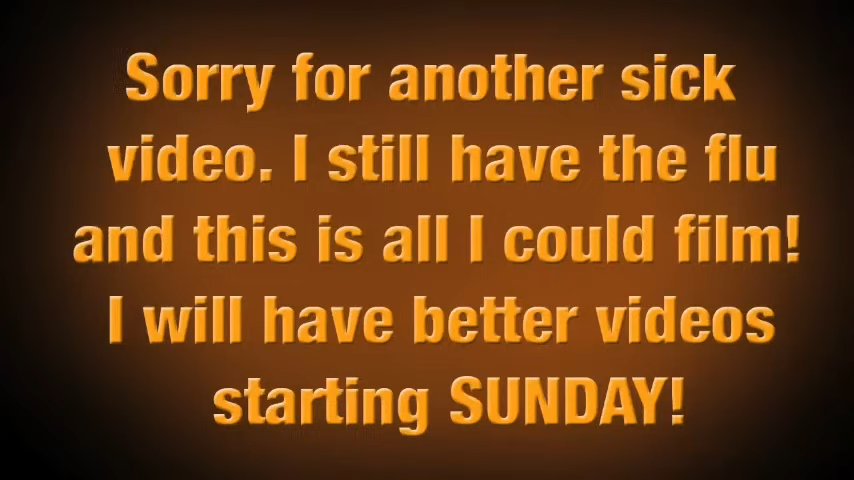 Sorry for another sick
video. I still have the flu
and this is all I could film!
I will have better videos
starting SUNDAY!